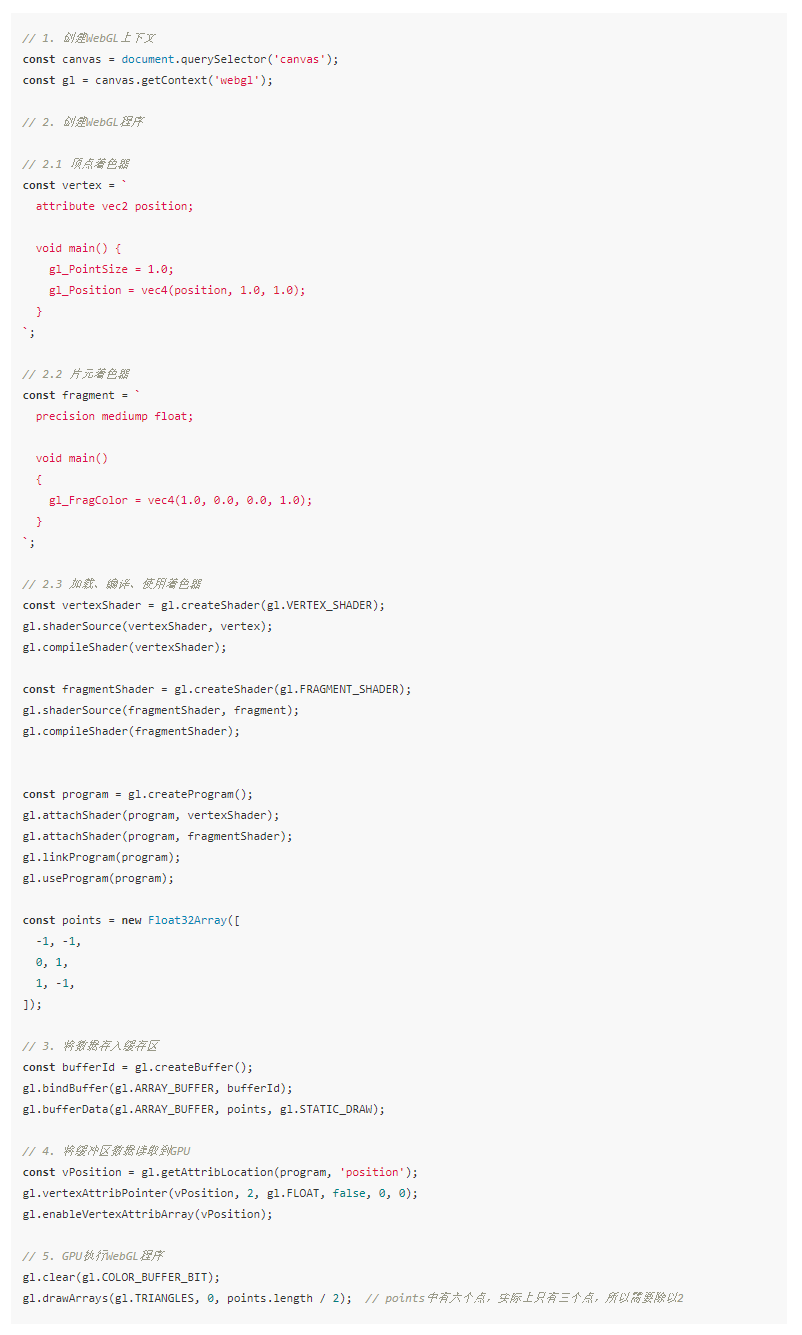 // 1. 创建WebGL上下文
const canvas = document.querySelector('canvas');
const gl = canvas.getContext('webgl');
// 2. 创建WebGL程序
// 2.1 顶点着色器
const vertex = `
attribute vec2 position;
void main() {
gl_PointSize = 1.0;
gl_Position = vec4(position, 1.0, 1.0);
}
`;
// 2.2 片元着色器
const fragment = `
precision mediump float;
void main()
{
gl_FragColor = vec4(1.0, 0.0, 0.0, 1.0);
}
`;
// 2.3 加载、编译、使用着色器
const vertexShader = gl.createShader(gl.VERTEX_SHADER);
gl.shaderSource(vertexShader, vertex);
gl.compileShader(vertexShader);
const fragmentShader = gl.createShader(gl.FRAGMENT_SHADER);
gl.shaderSource(fragmentShader, fragment);
gl.compileShader(fragmentShader);
const program = gl.createProgram();
gl.attachShader(program, vertexShader);
gl.attachShader(program, fragmentShader);
gl.linkProgram(program);
gl.useProgram(program);
const points = new Float32Array([
-1, -1,
0, 1,
1, -1,
]);
// 3. 将数据存入缓存区
const bufferId = gl.createBuffer();
gl.bindBuffer(gl.ARRAY_BUFFER, bufferId);
gl.bufferData(gl.ARRAY_BUFFER, points, gl.STATIC_DRAW);
// 4. 将缓冲区数据读取到GPU
const vPosition = gl.getAttribLocation(program, 'position');
gl.vertexAttribPointer(vPosition, 2, gl.FLOAT, false, 0, 0);
gl.enableVertexAttribArray(vPosition);
// 5. GPU执行WebGL程序
gl.clear(gl.COLOR_BUFFER_BIT);
gl.drawArrays(gl.TRIANGLES, 0, points.length / 2);  // points中有六个点，实际上只有三个点，所以需要除以2